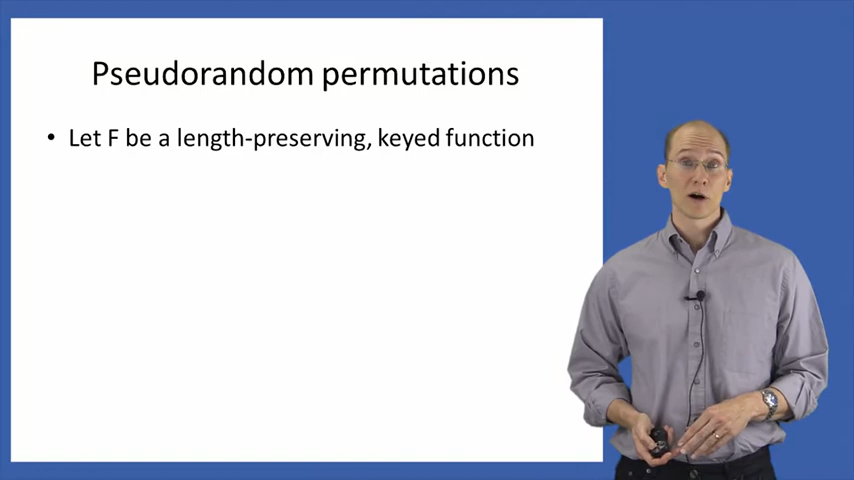 Pseudorandom permutations
• Let F be a length-preserving, keyed function